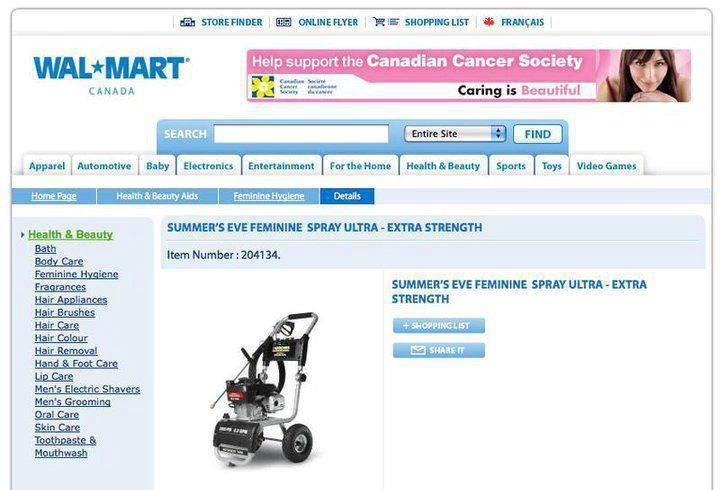 STORE FINDER ONLINE FLYER SHOPPING LIST FRANÇAIS
WAL★MART®
CANADA
Help support the Canadian Cancer Society
Canadian Cancer Society Société canadienne du cancer
Caring is Beautiful
SEARCH Entire Site FIND
Apparel Automotive Baby Electronics Entertainment For the Home Health & Beauty Sports Toys Video Games
Home Page Health & Beauty Aids Feminine Hygiene Details
Health & Beauty
Bath
Body Care
Feminine Hygiene
Fragrances
Hair Appliances
Hair Brushes
Hair Care
Hair Colour
Hair Removal
Hand & Foot Care
Lip Care
Men's Electric Shavers
Men's Grooming
Oral Care
Skin Care
Toothpaste &
Mouthwash
SUMMER'S EVE FEMININE SPRAY ULTRA - EXTRA STRENGTH
Item Number : 204134.
SUMMER'S EVE FEMININE SPRAY ULTRA - EXTRA
STRENGTH
+ SHOPPING LIST
SHARE IT